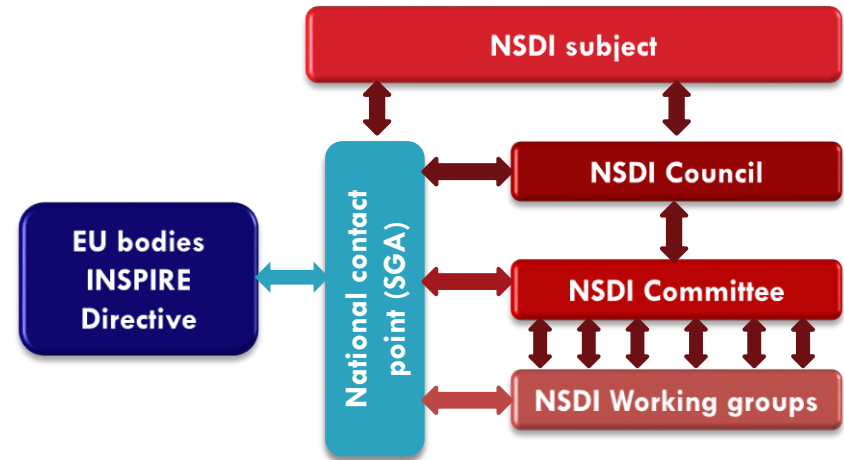 NSDI subject
NSDI Council
EU bodies
INSPIRE
Directive
National contact
point (SGA)
NSDI Committee
NSDI Working groups